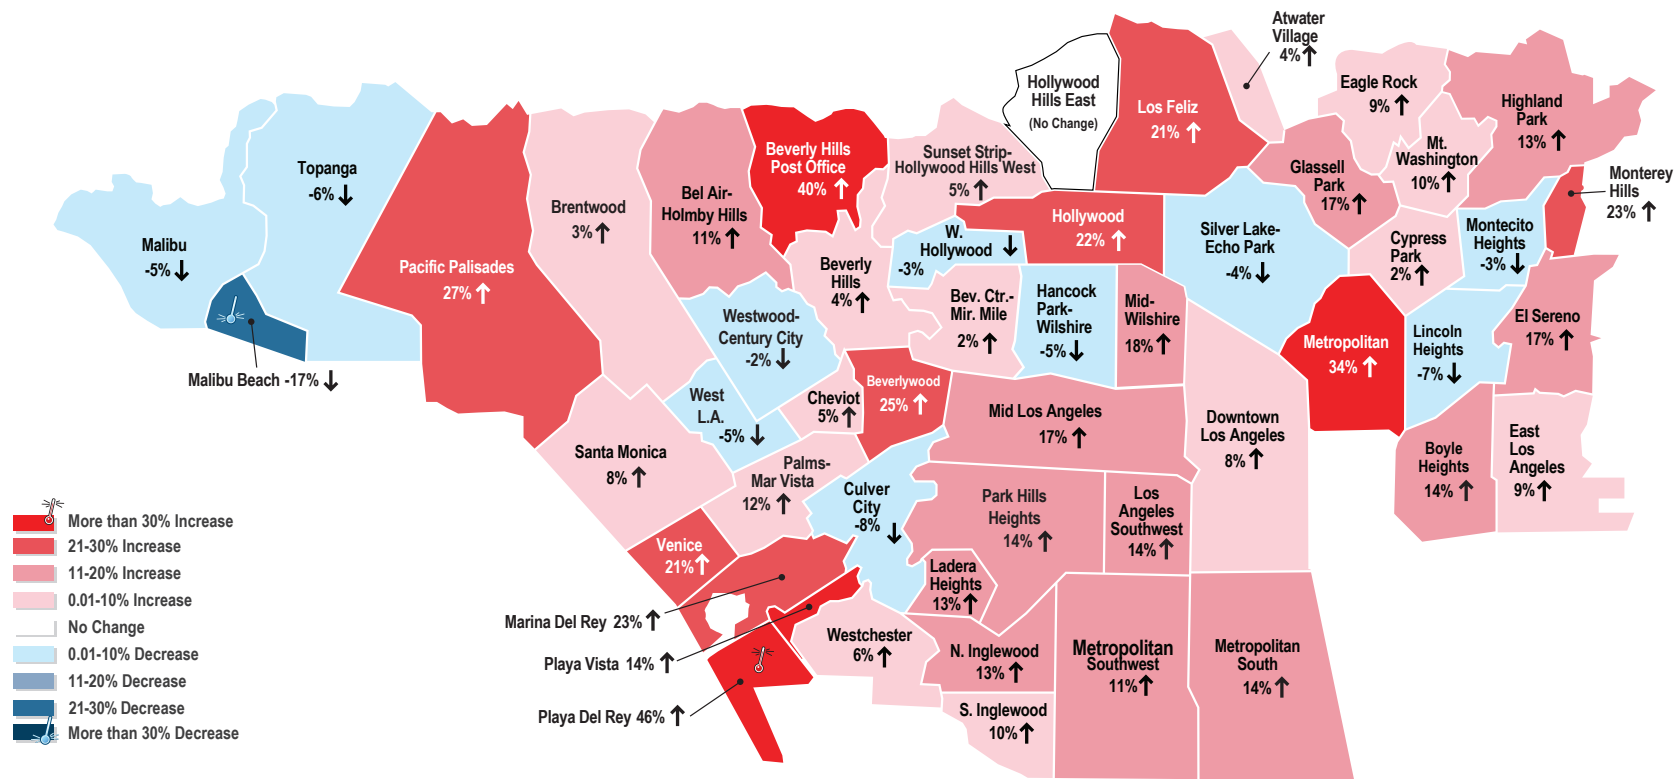 Atwater
Village
4%
Hollywood
Hills East
(No Change)
Los Feliz
21%
Eagle Rock
9%
Highland
Park
13%
Mt.
Washington
10%
Glassell
Park
17%
Monterey
Hills
23%
Topanga
-6%
Malibu
-5%
Malibu Beach -17%
Pacific Palisades
27%
Brentwood
3%
Bel Air-
Holmby Hills
11%
Beverly Hills
Post Office
40%
Sunset Strip-
Hollywood Hills West
5%
Hollywood
22%
W.
Hollywood
-3%
Silver Lake-
Echo Park
-4%
Cypress
Park
2%
Montecito
Heights
-3%
Beverly
Hills
4%
Westwood-
Century City
-2%
Bev. Ctr.-
Mir. Mile
2%
Hancock
Park-
Wilshire
-5%
Mid-
Wilshire
18%
Metropolitan
34%
Lincoln
Heights
-7%
El Sereno
17%
West
L.A.
-5%
Cheviot
5%
Beverlywood
25%
Mid Los Angeles
17%
Downtown
Los Angeles
8%
Boyle
Heights
14%
East
Los
Angeles
9%
Santa Monica
8%
Palms-
Mar Vista
12%
Culver
City
-8%
Park Hills
Heights
14%
Los
Angeles
Southwest
14%
Venice
21%
Ladera
Heights
13%
Marina Del Rey 23%
Playa Vista 14%
Playa Del Rey 46%
Westchester
6%
N. Inglewood
13%
S. Inglewood
10%
Metropolitan
Southwest
11%
Metropolitan
South
14%
More than 30% Increase
21-30% Increase
11-20% Increase
0.01-10% Increase
No Change
0.01-10% Decrease
11-20% Decrease
21-30% Decrease
More than 30% Decrease